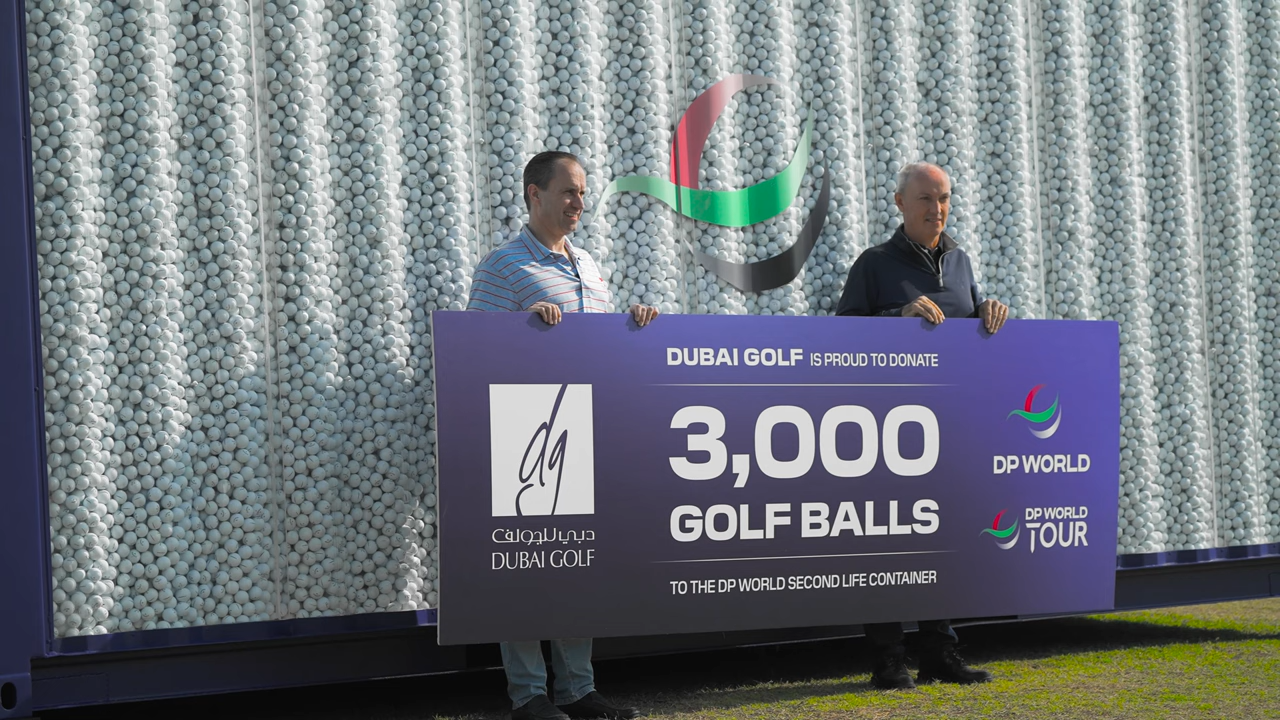 DUBAI GOLF IS PROUD TO DONATE
3,000
GOLF BALLS
TO THE DP WORLD SECOND LIFE CONTAINER
dg
دبي للجولف
DUBAI GOLF
DP WORLD
DP WORLD
TOUR